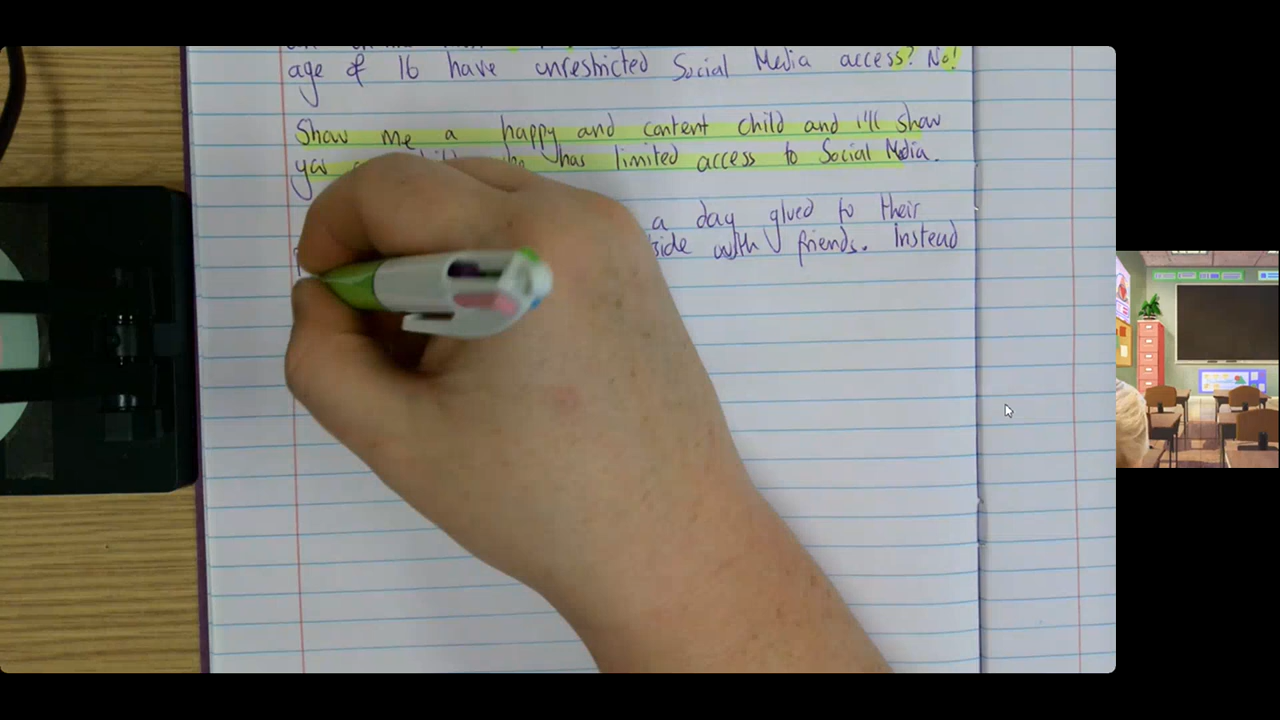 age of 16 have unrestricted Social Media access? No!
Show me a happy and content child and i'll show
you has limited access to Social Media.
a day glued to their
with friends. Instead